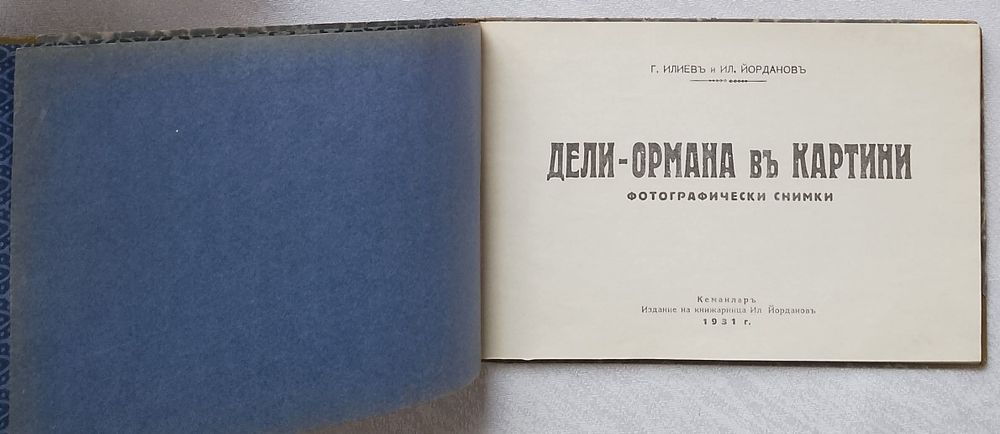 Г. ИЛИЕВЪ и ИЛ. ЙОРДАНОВЪ
ДЕЛИ-ОРМАНА ВЪ КАРТИНИ
ФОТОГРАФИЧЕСКИ СНИМКИ
Кеманларъ
Издание на книжарница Ил Йордановъ
1931 г.